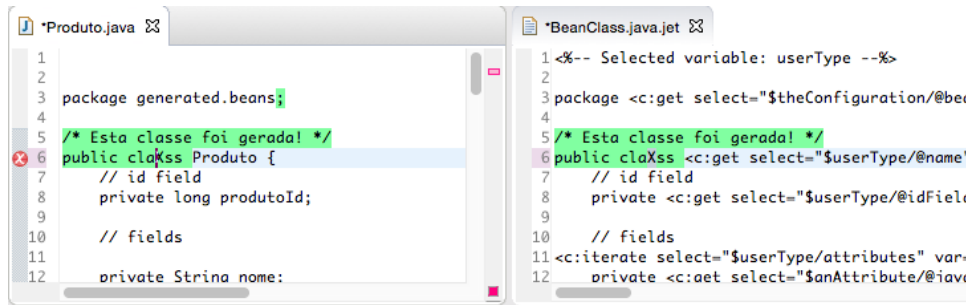 *Produto.java
1
2
3 package generated.beans;
4
5 /* Esta classe foi gerada! */
6 public claXss Produto {
7 // id field
8 private long produtoId;
9
10 // fields
11
12 private String nome;
*BeanClass.java.jet
1 <%-- Selected variable: userType --%>
2
3 package <c:get select="$theConfiguration/@bea
4
5 /* Esta classe foi gerada! */
6 public claXss <c:get select="$userType/@name"
7 // id field
8 private <c:get select="$userType/@idField
9
10 // fields
11 <c:iterate select="$userType/attributes" var=
12 private <c:get select="$anAttribute/@java